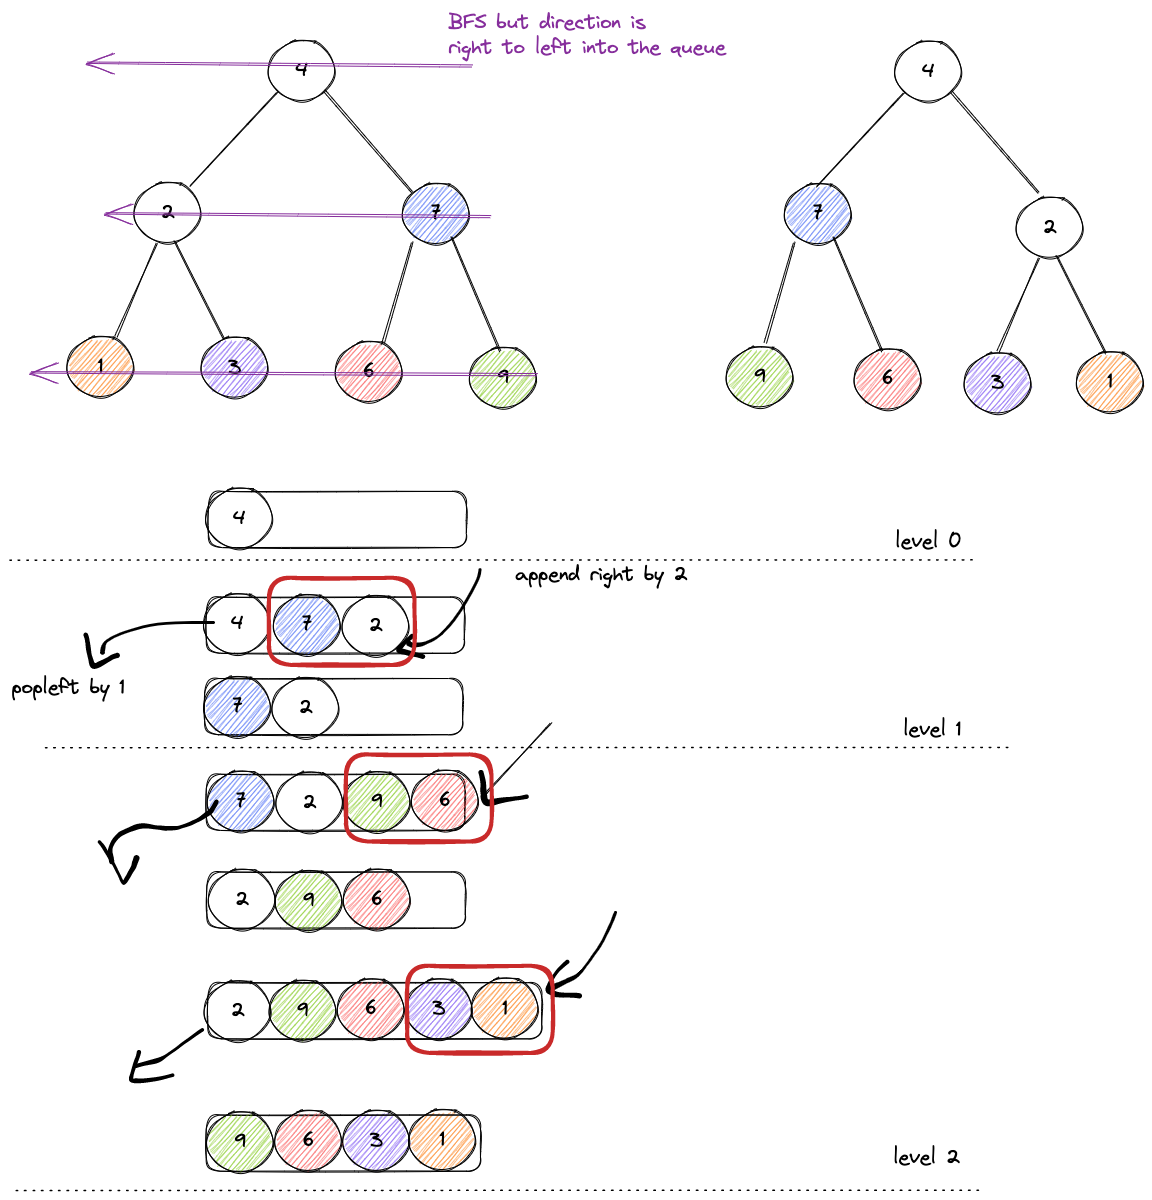 BFS but direction is
right to left into the queue
4
4
2
7
7
2
1
3
6
9
9
6
3
1
4
level 0
append right by 2
4 7 2
popleft by 1
7 2
level 1
7 2 9 6
2 9 6
2 9 6 3 1
9 6 3 1
level 2